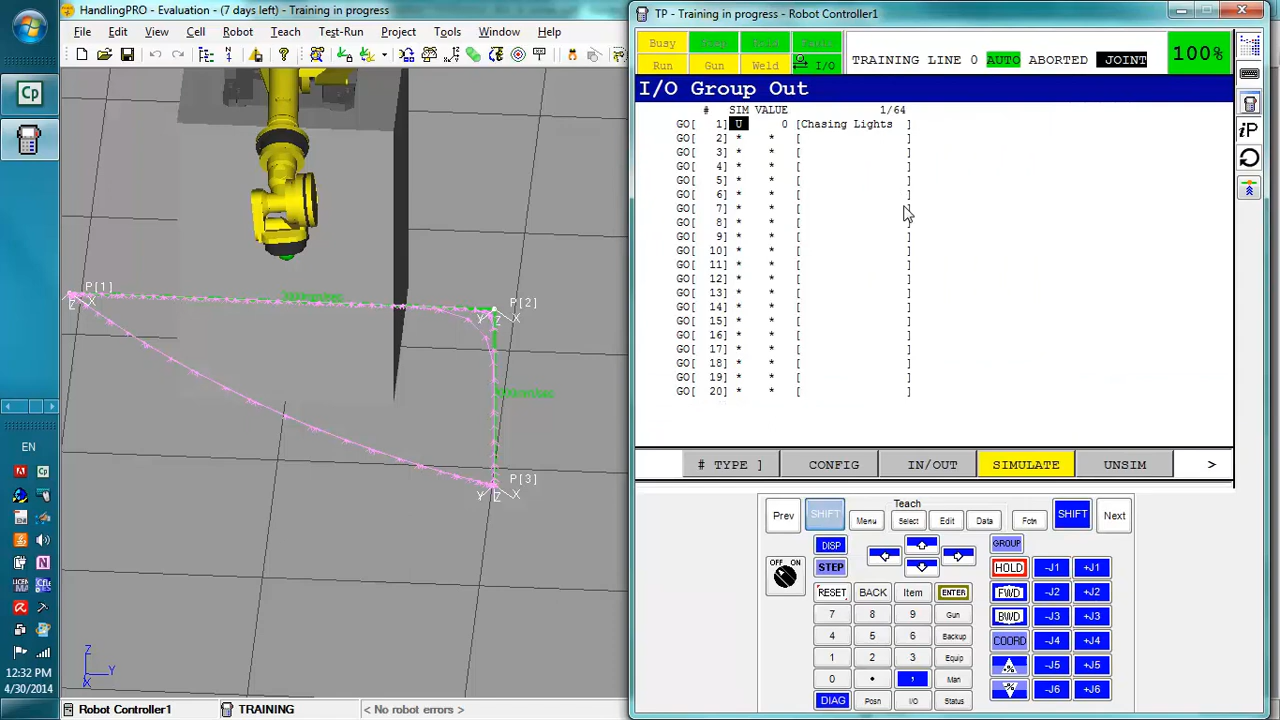 HandlingPRO - Evaluation - (7 days left) - Training in progress
File Edit View Cell Robot Teach Test-Run Project Tools Window Help
P[1]
P[2]
P[3]
Z
X
Y
Z
X
Y
Z
X
Z
Y
X
Cp
EN
12:32 PM
4/30/2014
Robot Controller1
TRAINING
< No robot errors >
TP - Training in progress - Robot Controller1
Busy
Run
Gun
Weld
I/O
TRAINING LINE 0 AUTO ABORTED JOINT
100%
I/O Group Out
# SIM VALUE 1/64
GO[ 1] U 0 [Chasing Lights ]
GO[ 2] * * [ ]
GO[ 3] * * [ ]
GO[ 4] * * [ ]
GO[ 5] * * [ ]
GO[ 6] * * [ ]
GO[ 7] * * [ ]
GO[ 8] * * [ ]
GO[ 9] * * [ ]
GO[ 10] * * [ ]
GO[ 11] * * [ ]
GO[ 12] * * [ ]
GO[ 13] * * [ ]
GO[ 14] * * [ ]
GO[ 15] * * [ ]
GO[ 16] * * [ ]
GO[ 17] * * [ ]
GO[ 18] * * [ ]
GO[ 19] * * [ ]
GO[ 20] * * [ ]
# TYPE ] CONFIG IN/OUT SIMULATE UNSIM >
iP
Teach
Prev SHIFT Menu Select Edit Data Fctn SHIFT Next
OFF ON
DISP GROUP
STEP HOLD -J1 +J1
RESET BACK Item ENTER FWD -J2 +J2
7 8 9 Gun BWD -J3 +J3
4 5 6 Backup COORD -J4 +J4
1 2 3 Equip +% -J5 +J5
0 • , Man -% -J6 +J6
DIAG Posn I/O Status